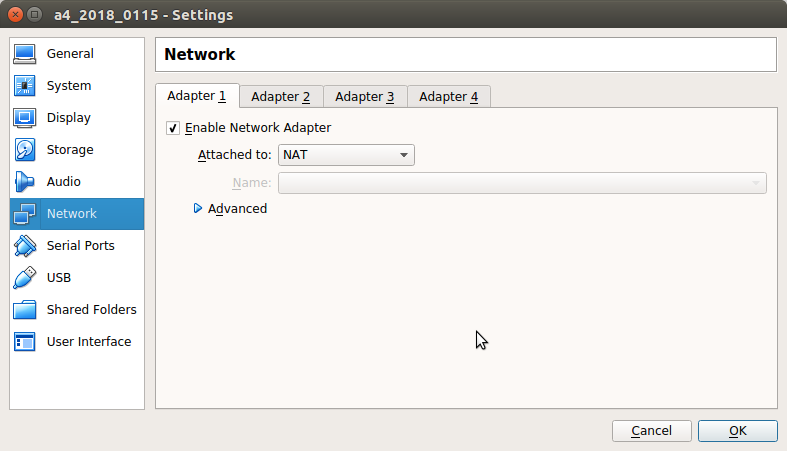 a4_2018_0115 - Settings
General
System
Display
Storage
Audio
Network
Serial Ports
USB
Shared Folders
User Interface
Network
Adapter 1 Adapter 2 Adapter 3 Adapter 4
Enable Network Adapter
Attached to: NAT
Name:
Advanced
Cancel OK